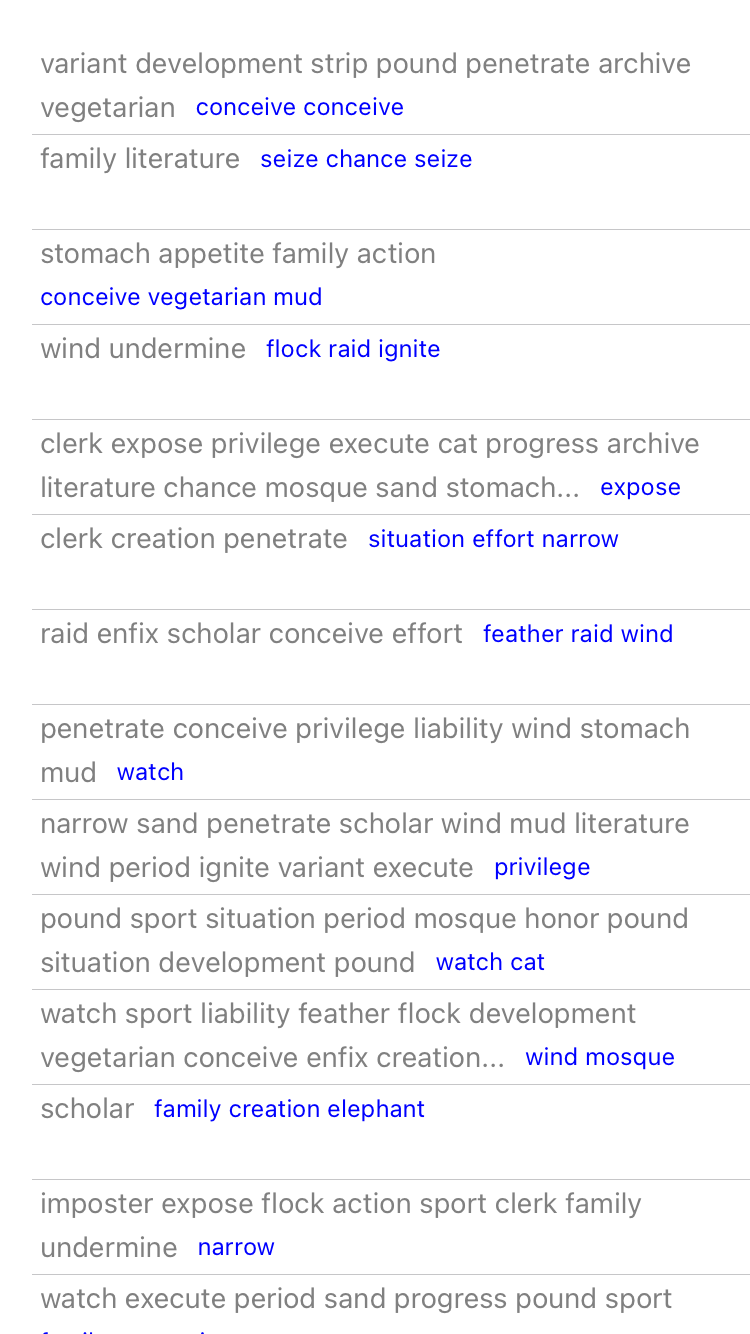 variant development strip pound penetrate archive
vegetarian conceive conceive
family literature seize chance seize
stomach appetite family action
conceive vegetarian mud
wind undermine flock raid ignite
clerk expose privilege execute cat progress archive
literature chance mosque sand stomach... expose
clerk creation penetrate situation effort narrow
raid enfix scholar conceive effort feather raid wind
penetrate conceive privilege liability wind stomach
mud watch
narrow sand penetrate scholar wind mud literature
wind period ignite variant execute privilege
pound sport situation period mosque honor pound
situation development pound watch cat
watch sport liability feather flock development
vegetarian conceive enfix creation... wind mosque
scholar family creation elephant
imposter expose flock action sport clerk family
undermine narrow
watch execute period sand progress pound sport